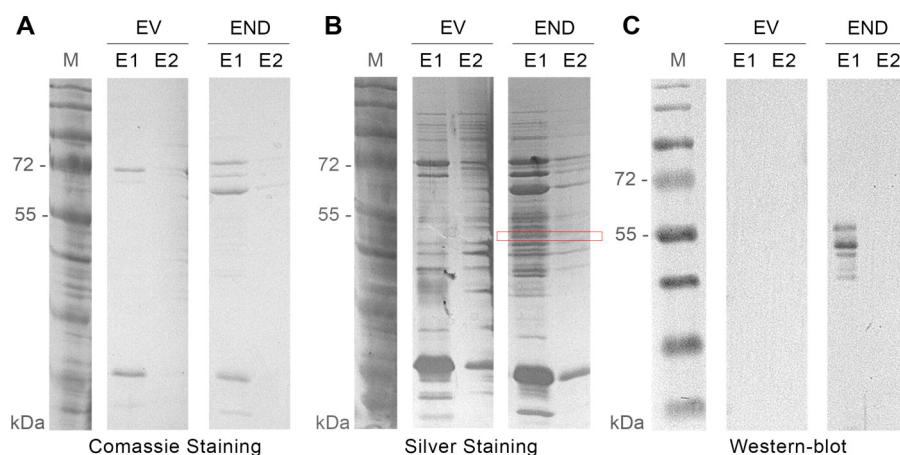 A EV END B EV END C EV END
M E1 E2 E1 E2 M E1 E2 E1 E2 M E1 E2 E1 E2
72 - 72 - 72 -
55 - 55 - 55 -
kDa kDa kDa
Comassie Staining Silver Staining Western-blot